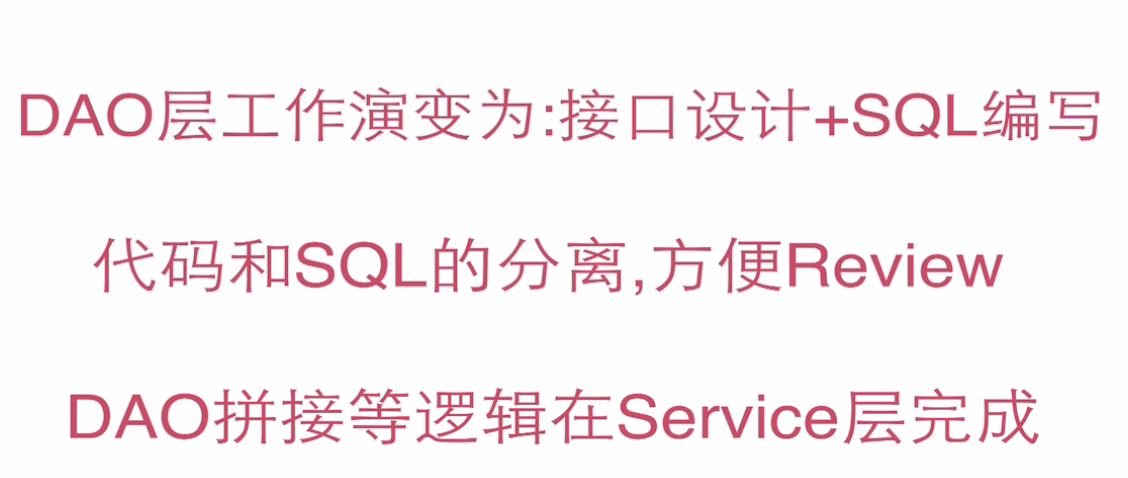 DAO层工作演变为:接口设计+SQL编写
代码和SQL的分离,方便Review
DAO拼接等逻辑在Service层完成